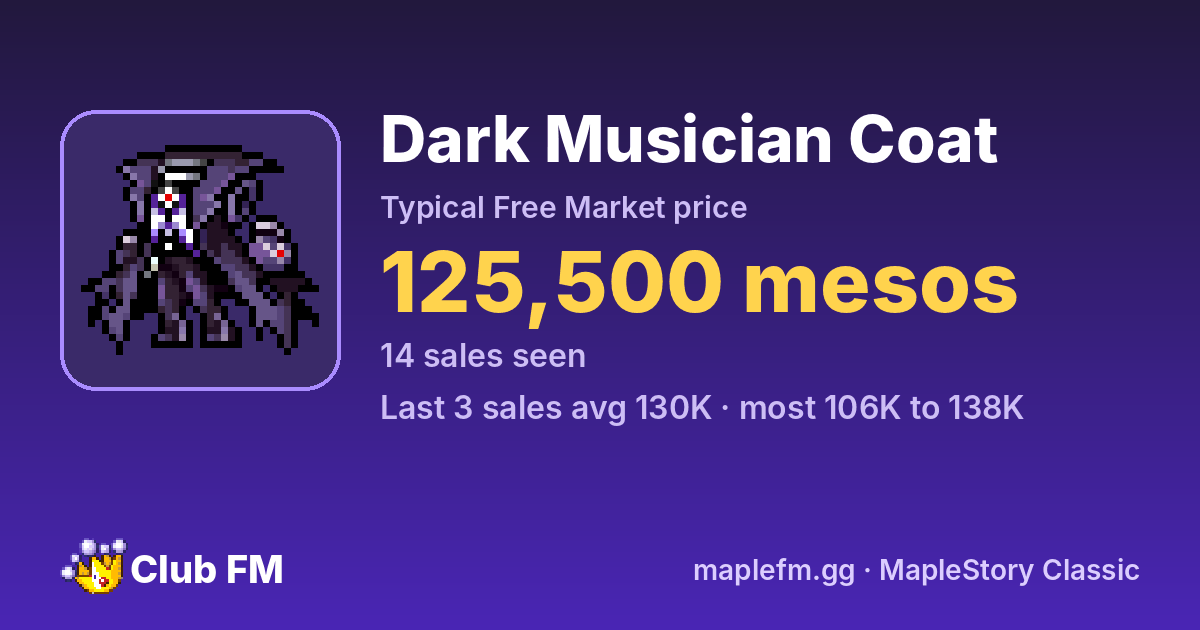 Dark Musician Coat
Typical Free Market price
125,500 mesos
14 sales seen
Last 3 sales avg 130K · most 106K to 138K
Club FM
maplefm.gg · MapleStory Classic